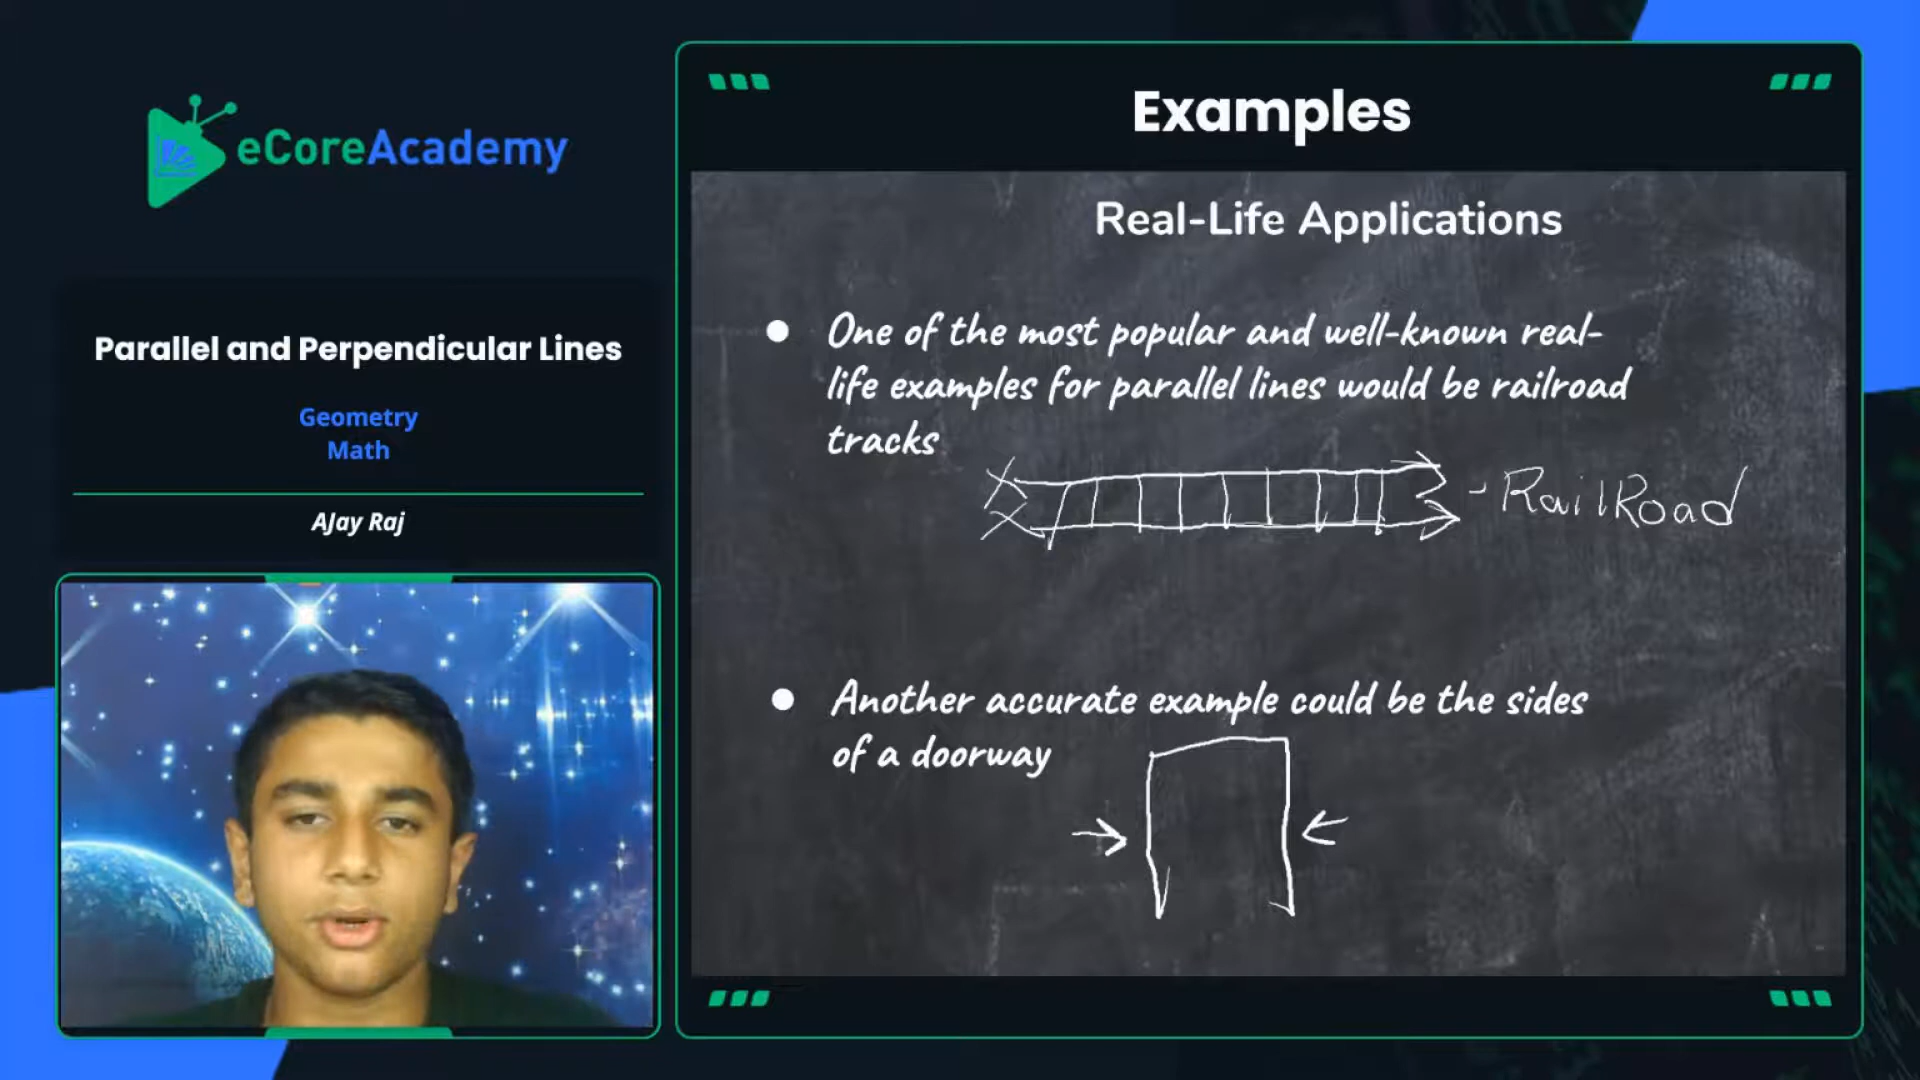 eCoreAcademy
Parallel and Perpendicular Lines
Geometry
Math
AJay Raj
Examples
Real-Life Applications
One of the most popular and well-known real-
life examples for parallel lines would be railroad
tracks
- RailRoad
Another accurate example could be the sides
of a doorway